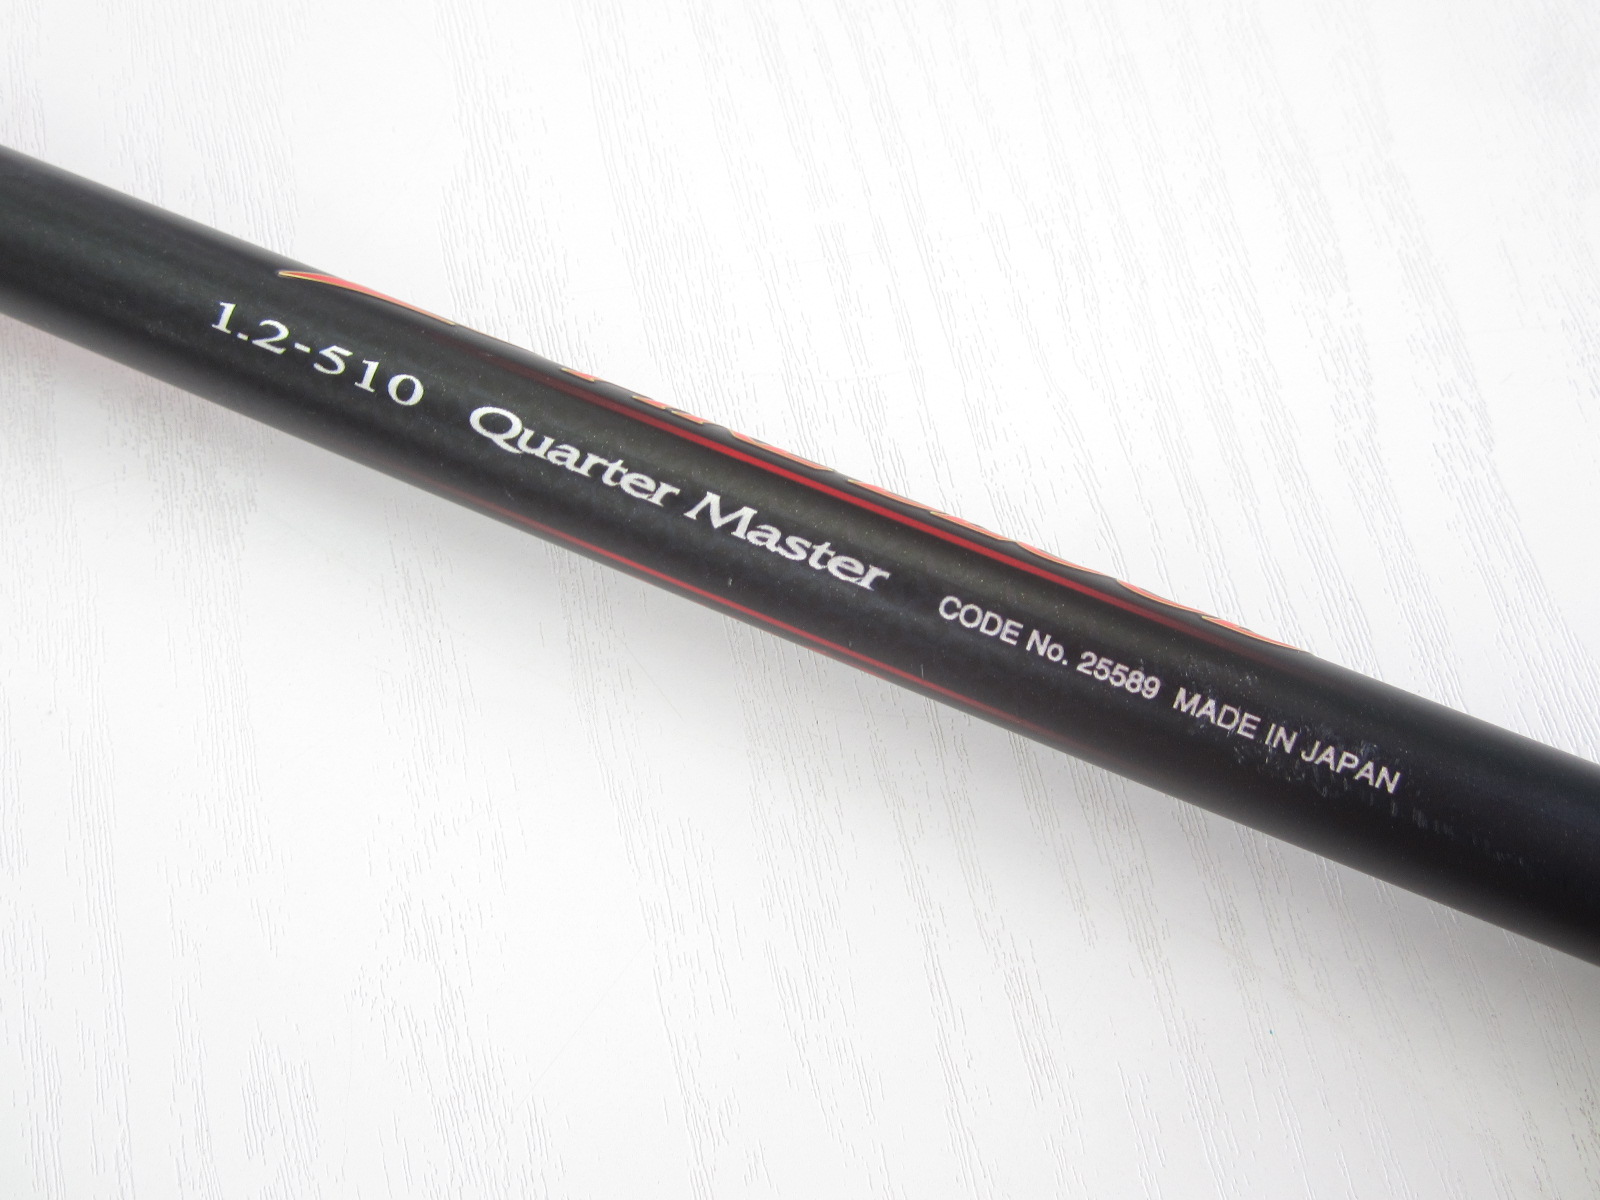 1.2-510 Quarter Master CODE No. 25589 MADE IN JAPAN